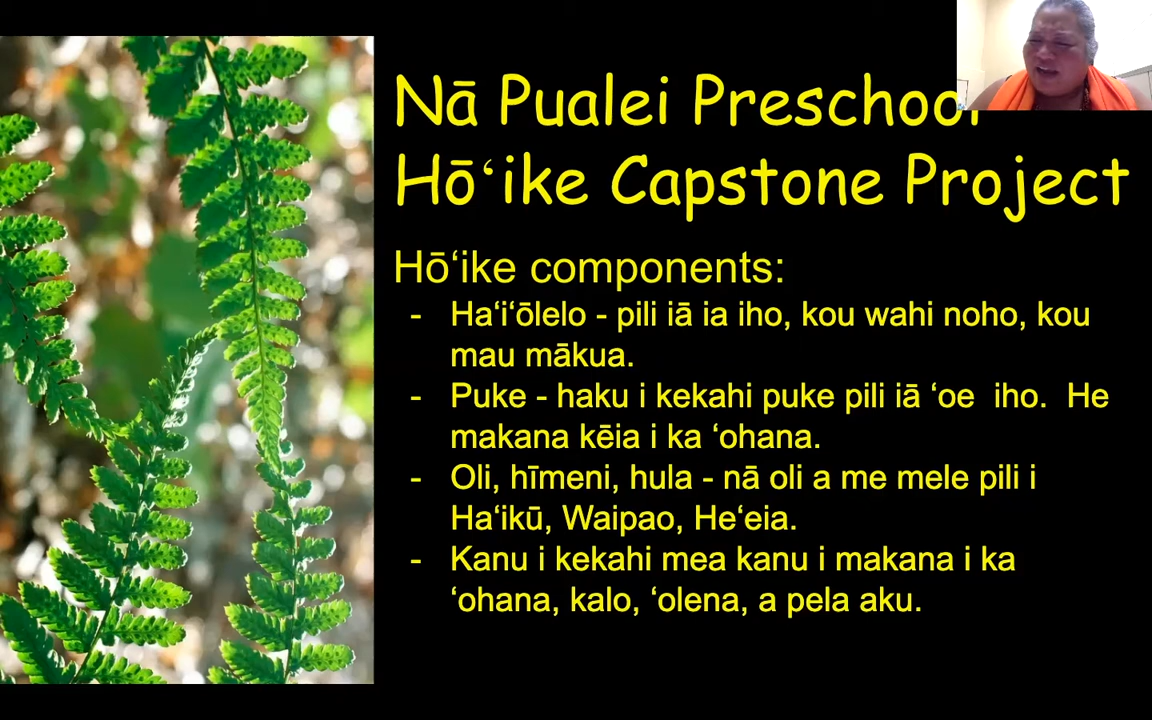 Nā Pualei Preschool
Hōʻike Capstone Project
Hōʻike components:
- Haʻiʻōlelo - pili iā ia iho, kou wahi noho, kou
mau mākua.
- Puke - haku i kekahi puke pili iā ʻoe iho. He
makana kēia i ka ʻohana.
- Oli, hīmeni, hula - nā oli a me mele pili i
Haʻikū, Waipao, Heʻeia.
- Kanu i kekahi mea kanu i makana i ka
ʻohana, kalo, ʻolena, a pela aku.